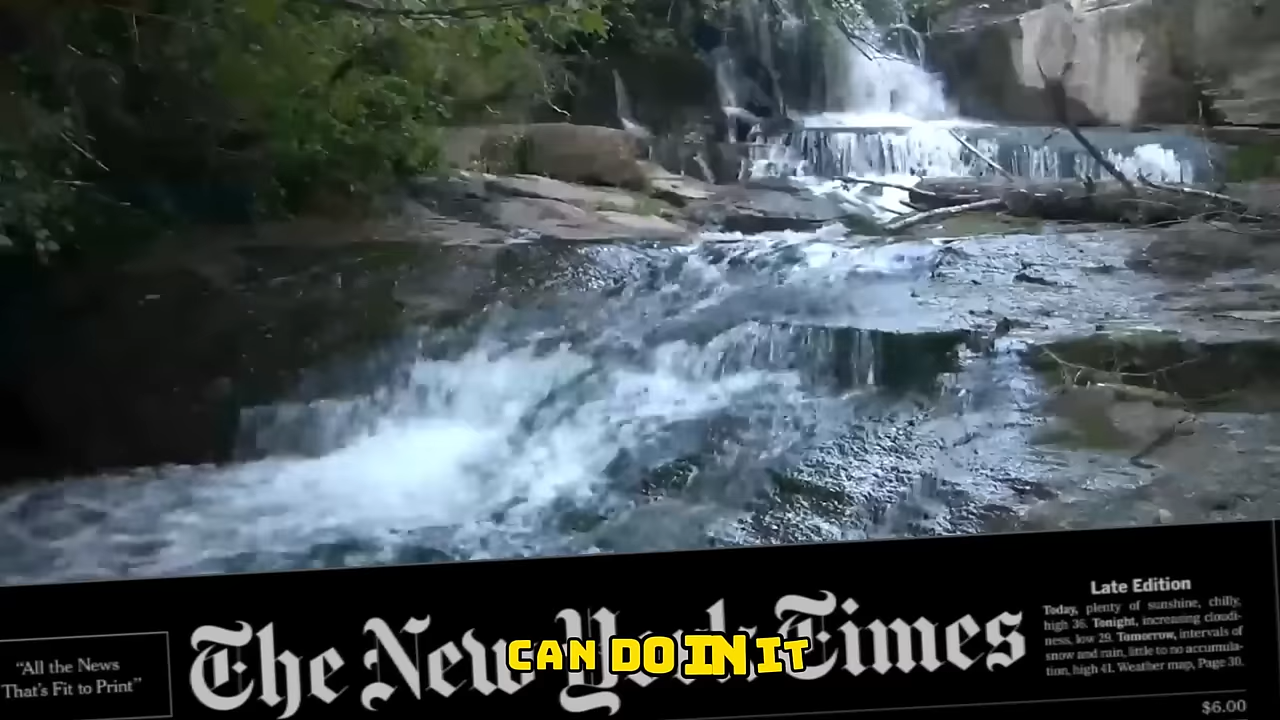 The New York Times
"All the News
That's Fit to Print"
CAN DO IN IT
Late Edition
Today, plenty of sunshine, chilly,
high 36. Tonight, increasing cloudi-
ness, low 29. Tomorrow, intervals of
snow and rain, little to no accumula-
tion, high 41. Weather map, Page 30.
$6.00